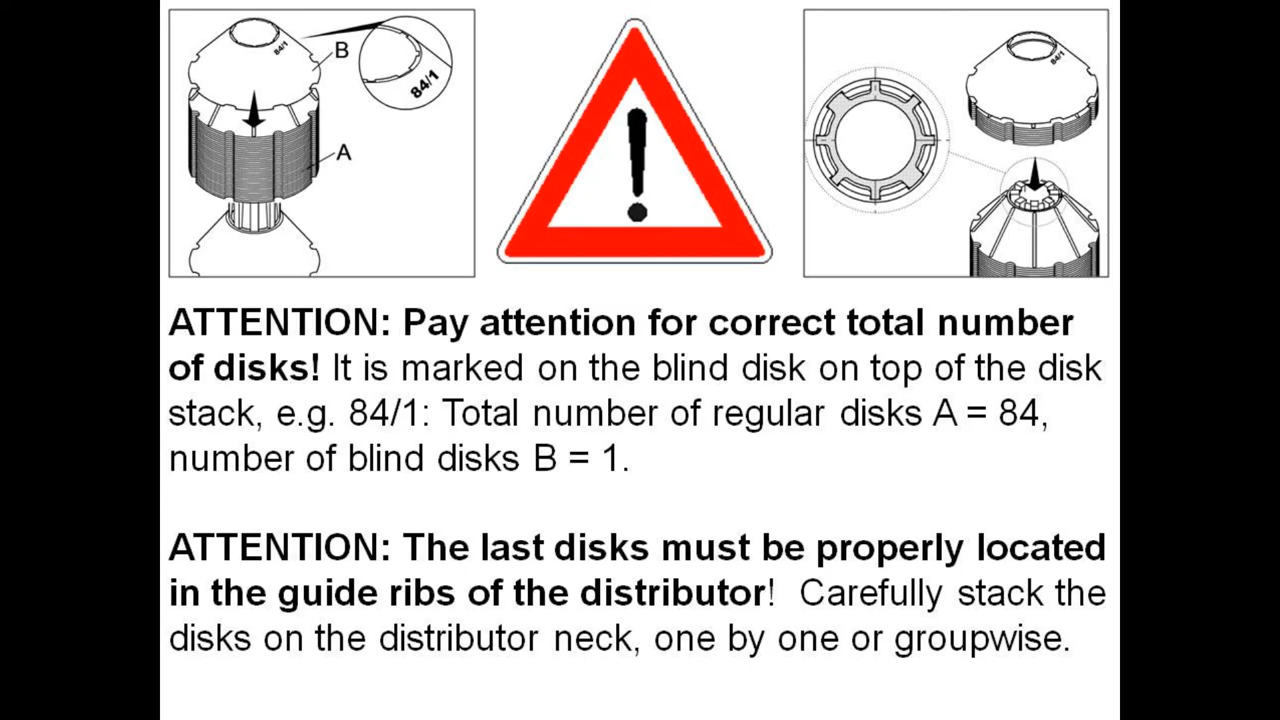 84/1
B
84/1
A
84/1
ATTENTION: Pay attention for correct total number
of disks! It is marked on the blind disk on top of the disk
stack, e.g. 84/1: Total number of regular disks A = 84,
number of blind disks B = 1.
ATTENTION: The last disks must be properly located
in the guide ribs of the distributor!  Carefully stack the
disks on the distributor neck, one by one or groupwise.